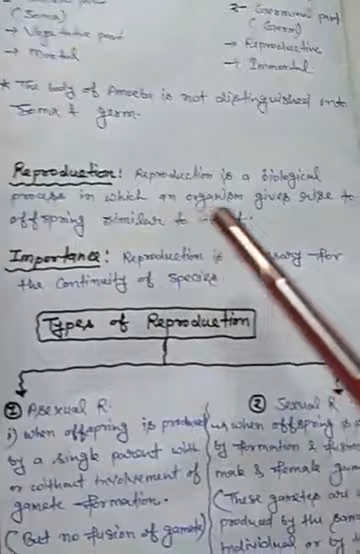 (Soma)
→ Vegetative part
→ Mortal
2- Germinal part
(Germ)
→ Reproductive
→ Immortal
* The body of Amoeba is not distinguished into
Soma & germ.
Reproduction: Reproduction is a biological
process in which an organism gives rise to
offspring similar to
Importance: Reproduction is for
the continuity of species
Types of Reproduction
① Asexual R.
i) when offspring is produce
by a single parent with
or without involvement of
gamete formation.
(But no fusion of gamete)
② Sexual R
when offspring is
by formation &
male & female
(These gametes are
produced by the
individual or by